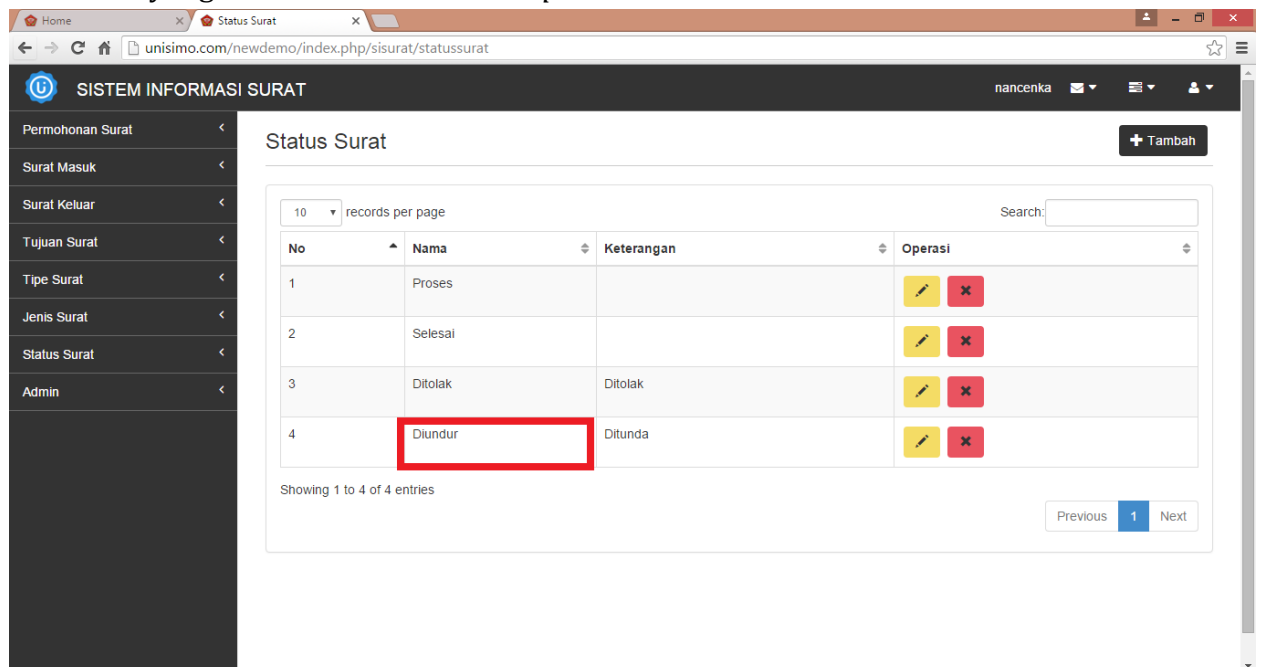 Home
Status Surat
unisimo.com/newdemo/index.php/sisurat/statussurat
SISTEM INFORMASI SURAT
nancenka
Permohonan Surat
Surat Masuk
Surat Keluar
Tujuan Surat
Tipe Surat
Jenis Surat
Status Surat
Admin
Status Surat
Tambah
10 records per page
Search:
No Nama Keterangan Operasi
1 Proses
2 Selesai
3 Ditolak Ditolak
4 Diundur Ditunda
Showing 1 to 4 of 4 entries
Previous 1 Next